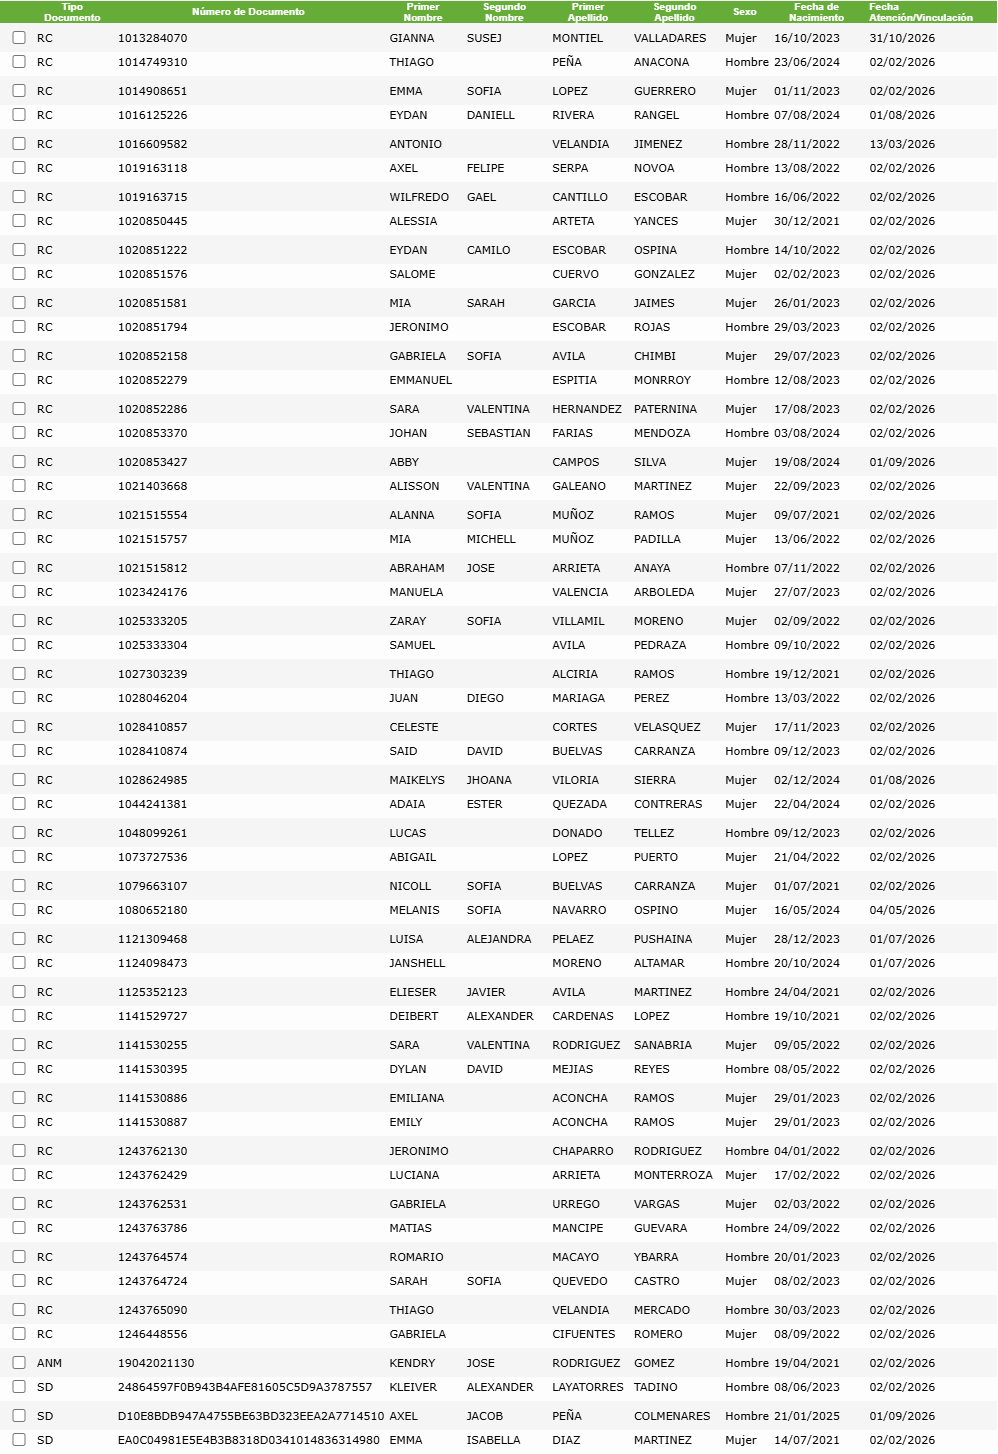 Tipo Documento Número de Documento Primer Nombre Segundo Nombre Primer Apellido Segundo Apellido Sexo Fecha de Nacimiento Fecha Atención/Vinculación
RC 1013284070 GIANNA SUSEJ MONTIEL VALLADARES Mujer 16/10/2023 31/10/2026
RC 1014749310 THIAGO PEÑA ANACONA Hombre 23/06/2024 02/02/2026
RC 1014908651 EMMA SOFIA LOPEZ GUERRERO Mujer 01/11/2023 02/02/2026
RC 1016125226 EYDAN DANIELL RIVERA RANGEL Hombre 07/08/2024 01/08/2026
RC 1016609582 ANTONIO VELANDIA JIMENEZ Hombre 28/11/2022 13/03/2026
RC 1019163118 AXEL FELIPE SERPA NOVOA Hombre 13/08/2022 02/02/2026
RC 1019163715 WILFREDO GAEL CANTILLO ESCOBAR Hombre 16/06/2022 02/02/2026
RC 1020850445 ALESSIA ARTETA YANCES Mujer 30/12/2021 02/02/2026
RC 1020851222 EYDAN CAMILO ESCOBAR OSPINA Hombre 14/10/2022 02/02/2026
RC 1020851576 SALOME CUERVO GONZALEZ Mujer 02/02/2023 02/02/2026
RC 1020851581 MIA SARAH GARCIA JAIMES Mujer 26/01/2023 02/02/2026
RC 1020851794 JERONIMO ESCOBAR ROJAS Hombre 29/03/2023 02/02/2026
RC 1020852158 GABRIELA SOFIA AVILA CHIMBI Mujer 29/07/2023 02/02/2026
RC 1020852279 EMMANUEL ESPITIA MONRROY Hombre 12/08/2023 02/02/2026
RC 1020852286 SARA VALENTINA HERNANDEZ PATERNINA Mujer 17/08/2023 02/02/2026
RC 1020853370 JOHAN SEBASTIAN FARIAS MENDOZA Hombre 03/08/2024 02/02/2026
RC 1020853427 ABBY CAMPOS SILVA Mujer 19/08/2024 01/09/2026
RC 1021403668 ALISSON VALENTINA GALEANO MARTINEZ Mujer 22/09/2023 02/02/2026
RC 1021515554 ALANNA SOFIA MUÑOZ RAMOS Mujer 09/07/2021 02/02/2026
RC 1021515757 MIA MICHELL MUÑOZ PADILLA Mujer 13/06/2022 02/02/2026
RC 1021515812 ABRAHAM JOSE ARRIETA ANAYA Hombre 07/11/2022 02/02/2026
RC 1023424176 MANUELA VALENCIA ARBOLEDA Mujer 27/07/2023 02/02/2026
RC 1025333205 ZARAY SOFIA VILLAMIL MORENO Mujer 02/09/2022 02/02/2026
RC 1025333304 SAMUEL AVILA PEDRAZA Hombre 09/10/2022 02/02/2026
RC 1027303239 THIAGO ALCIRIA RAMOS Hombre 19/12/2021 02/02/2026
RC 1028046204 JUAN DIEGO MARIAGA PEREZ Hombre 13/03/2022 02/02/2026
RC 1028410857 CELESTE CORTES VELASQUEZ Mujer 17/11/2023 02/02/2026
RC 1028410874 SAID DAVID BUELVAS CARRANZA Hombre 09/12/2023 02/02/2026
RC 1028624985 MAIKELYS JHOANA VILORIA SIERRA Mujer 02/12/2024 01/08/2026
RC 1044241381 ADAIA ESTER QUEZADA CONTRERAS Mujer 22/04/2024 02/02/2026
RC 1048099261 LUCAS DONADO TELLEZ Hombre 09/12/2023 02/02/2026
RC 1073727536 ABIGAIL LOPEZ PUERTO Mujer 21/04/2022 02/02/2026
RC 1079663107 NICOLL SOFIA BUELVAS CARRANZA Mujer 01/07/2021 02/02/2026
RC 1080652180 MELANIS SOFIA NAVARRO OSPINO Mujer 16/05/2024 04/05/2026
RC 1121309468 LUISA ALEJANDRA PELAEZ PUSHAINA Mujer 28/12/2023 01/07/2026
RC 1124098473 JANSHELL MORENO ALTAMAR Hombre 20/10/2024 01/07/2026
RC 1125352123 ELIESER JAVIER AVILA MARTINEZ Hombre 24/04/2021 02/02/2026
RC 1141529727 DEIBERT ALEXANDER CARDENAS LOPEZ Hombre 19/10/2021 02/02/2026
RC 1141530255 SARA VALENTINA RODRIGUEZ SANABRIA Mujer 09/05/2022 02/02/2026
RC 1141530395 DYLAN DAVID MEJIAS REYES Hombre 08/05/2022 02/02/2026
RC 1141530886 EMILIANA ACONCHA RAMOS Mujer 29/01/2023 02/02/2026
RC 1141530887 EMILY ACONCHA RAMOS Mujer 29/01/2023 02/02/2026
RC 1243762130 JERONIMO CHAPARRO RODRIGUEZ Hombre 04/01/2022 02/02/2026
RC 1243762429 LUCIANA ARRIETA MONTERROZA Mujer 17/02/2022 02/02/2026
RC 1243762531 GABRIELA URREGO VARGAS Mujer 02/03/2022 02/02/2026
RC 1243763786 MATIAS MANCIPE GUEVARA Hombre 24/09/2022 02/02/2026
RC 1243764574 ROMARIO MACAYO YBARRA Hombre 20/01/2023 02/02/2026
RC 1243764724 SARAH SOFIA QUEVEDO CASTRO Mujer 08/02/2023 02/02/2026
RC 1243765090 THIAGO VELANDIA MERCADO Hombre 30/03/2023 02/02/2026
RC 1246448556 GABRIELA CIFUENTES ROMERO Mujer 08/09/2022 02/02/2026
ANM 19042021130 KENDRY JOSE RODRIGUEZ GOMEZ Hombre 19/04/2021 02/02/2026
SD 24864597F0B943B4AFE81605C5D9A3787557 KLEIVER ALEXANDER LAYATORRES TADINO Hombre 08/06/2023 02/02/2026
SD D10E8BDB947A4755BE63BD323EEA2A7714510 AXEL JACOB PEÑA COLMENARES Hombre 21/01/2025 01/09/2026
SD EA0C04981E5E4B3B8318D0341014836314980 EMMA ISABELLA DIAZ MARTINEZ Mujer 14/07/2021 02/02/2026